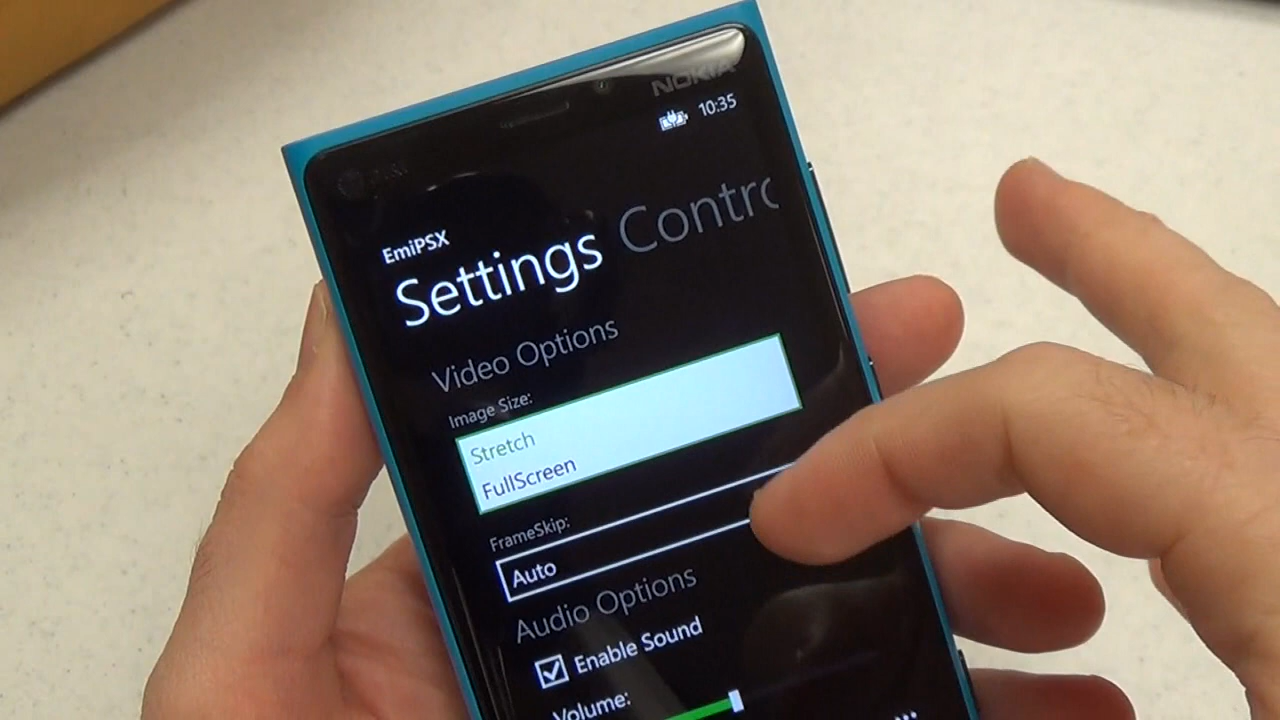 NOKIA
10:35
at&t
EmiPSX
Settings Contro
Video Options
Image Size:
Stretch
FullScreen
FrameSkip:
Auto
Audio Options
Enable Sound
Volume: